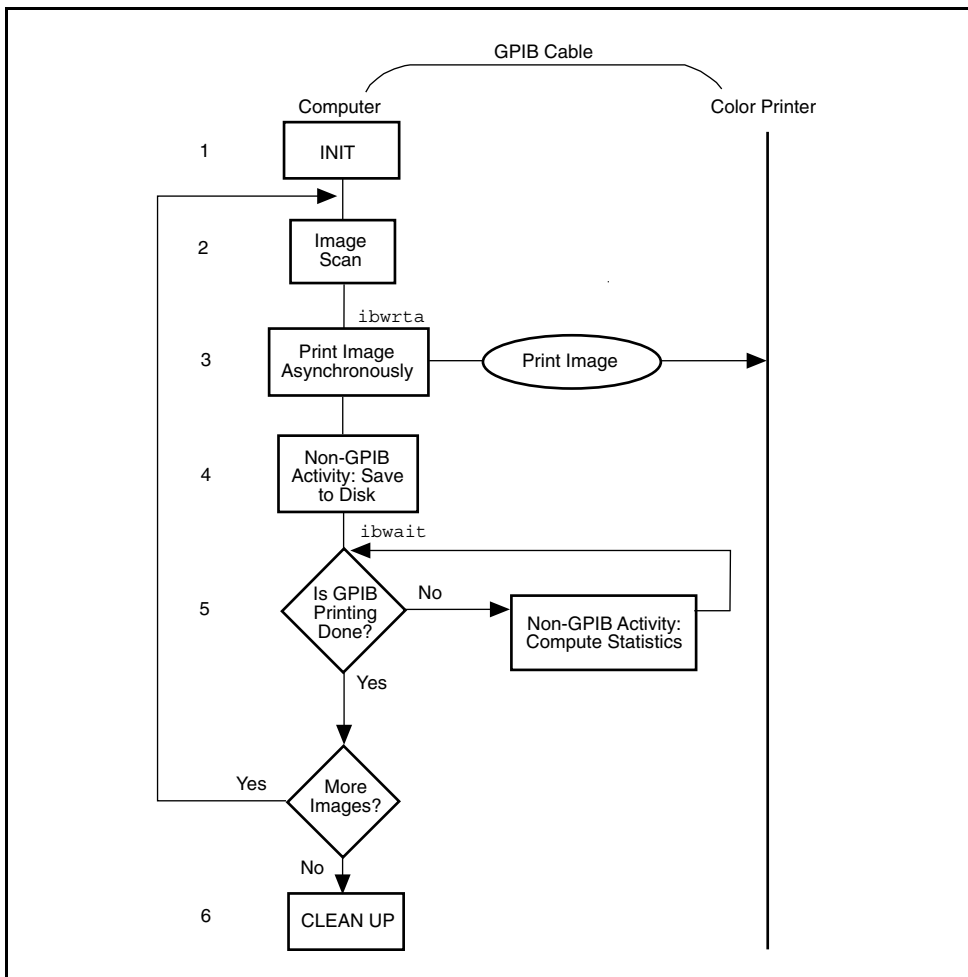 GPIB Cable
Computer
Color Printer
1
INIT
2
Image
Scan
ibwrta
3
Print Image
Asynchronously
Print Image
4
Non-GPIB
Activity: Save
to Disk
ibwait
5
Is GPIB
Printing
Done?
No
Non-GPIB Activity:
Compute Statistics
Yes
Yes
More
Images?
No
6
CLEAN UP